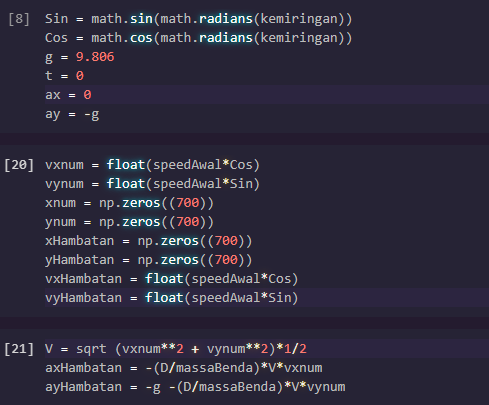 [8] Sin = math.sin(math.radians(kemiringan))
Cos = math.cos(math.radians(kemiringan))
g = 9.806
t = 0
ax = 0
ay = -g
[20] vxnum = float(speedAwal*Cos)
vynum = float(speedAwal*Sin)
xnum = np.zeros((700))
ynum = np.zeros((700))
xHambatan = np.zeros((700))
yHambatan = np.zeros((700))
vxHambatan = float(speedAwal*Cos)
vyHambatan = float(speedAwal*Sin)
[21] V = sqrt (vxnum**2 + vynum**2)*1/2
axHambatan = -(D/massaBenda)*V*vxnum
ayHambatan = -g -(D/massaBenda)*V*vynum